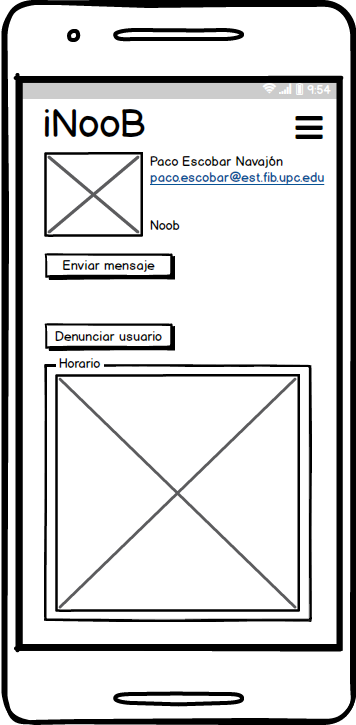 9:54
iNooB
Paco Escobar Navajón
paco.escobar@est.fib.upc.edu
Noob
Enviar mensaje
Denunciar usuario
Horario